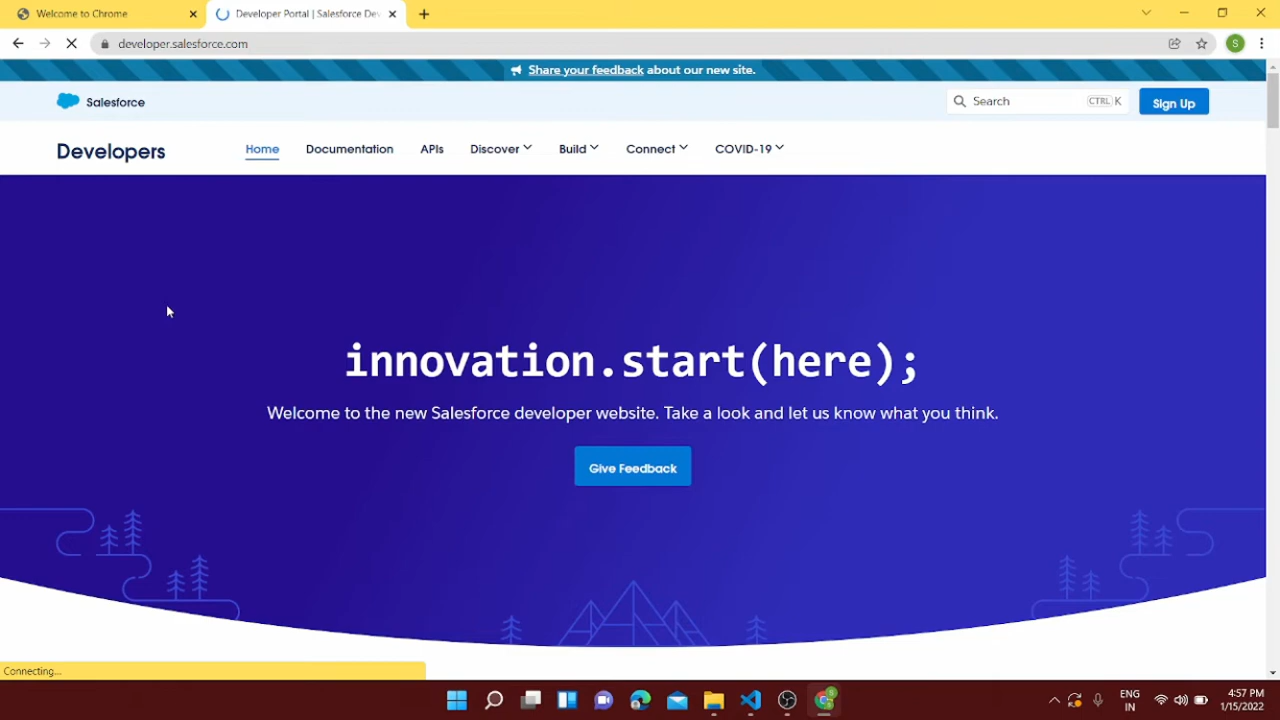 Welcome to Chrome
Developer Portal | Salesforce Dev
developer.salesforce.com
S
Share your feedback about our new site.
Salesforce
Search CTRL K
Sign Up
Developers
Home Documentation APIs Discover Build Connect COVID-19
innovation.start(here);
Welcome to the new Salesforce developer website. Take a look and let us know what you think.
Give Feedback
Connecting...
S
ENG
IN
4:57 PM
1/15/2022